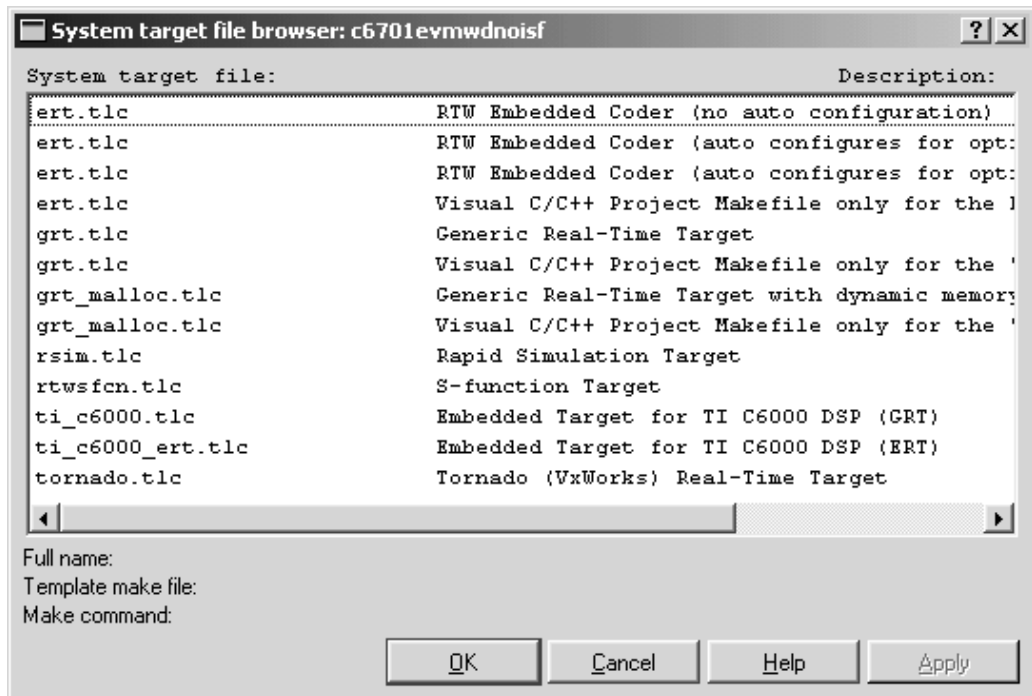 System target file browser: c6701evmwdnoisf
System target file: Description:
ert.tlc RTW Embedded Coder (no auto configuration)
ert.tlc RTW Embedded Coder (auto configures for opt
ert.tlc RTW Embedded Coder (auto configures for opt
ert.tlc Visual C/C++ Project Makefile only for the
grt.tlc Generic Real-Time Target
grt.tlc Visual C/C++ Project Makefile only for the
grt_malloc.tlc Generic Real-Time Target with dynamic memory
grt_malloc.tlc Visual C/C++ Project Makefile only for the
rsim.tlc Rapid Simulation Target
rtwsfcn.tlc S-function Target
ti_c6000.tlc Embedded Target for TI C6000 DSP (GRT)
ti_c6000_ert.tlc Embedded Target for TI C6000 DSP (ERT)
tornado.tlc Tornado (VxWorks) Real-Time Target
Full name:
Template make file:
Make command:
OK Cancel Help Apply